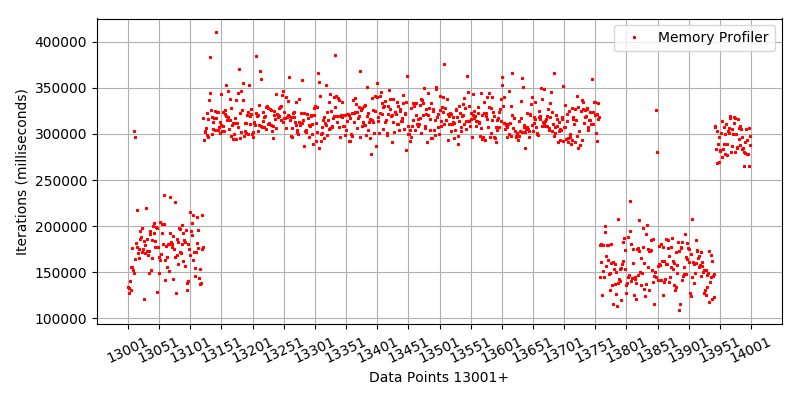 Memory Profiler
Iterations (milliseconds)
400000
350000
300000
250000
200000
150000
100000
13001 13051 13101 13151 13201 13251 13301 13351 13401 13451 13501 13551 13601 13651 13701 13751 13801 13851 13901 13951 14001
Data Points 13001+